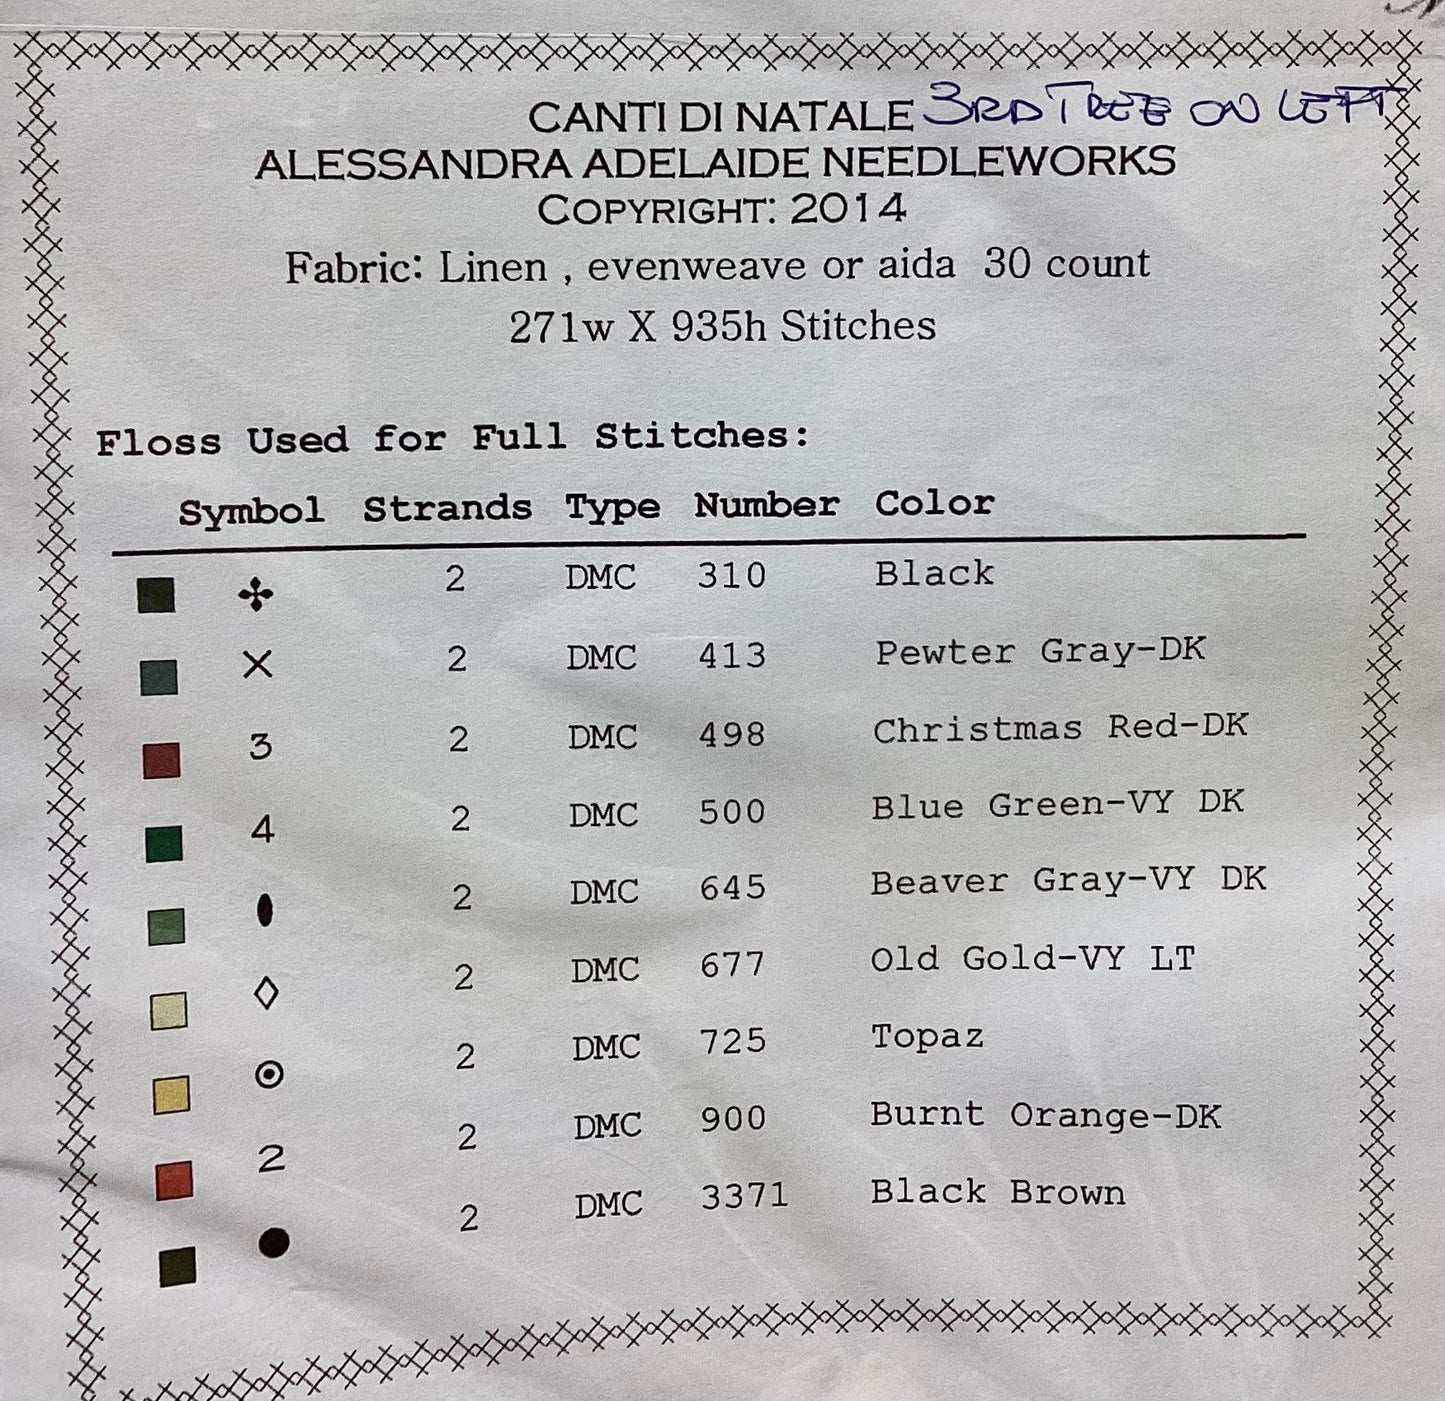 CANTI DI NATALE 3RD TREE ON LEFT
ALESSANDRA ADELAIDE NEEDLEWORKS
COPYRIGHT: 2014
Fabric: Linen , evenweave or aida 30 count
271w X 935h Stitches
Floss Used for Full Stitches:
Symbol Strands Type Number Color
2 DMC 310 Black
2 DMC 413 Pewter Gray-DK
3 2 DMC 498 Christmas Red-DK
4 2 DMC 500 Blue Green-VY DK
2 DMC 645 Beaver Gray-VY DK
2 DMC 677 Old Gold-VY LT
2 DMC 725 Topaz
2 2 DMC 900 Burnt Orange-DK
2 DMC 3371 Black Brown